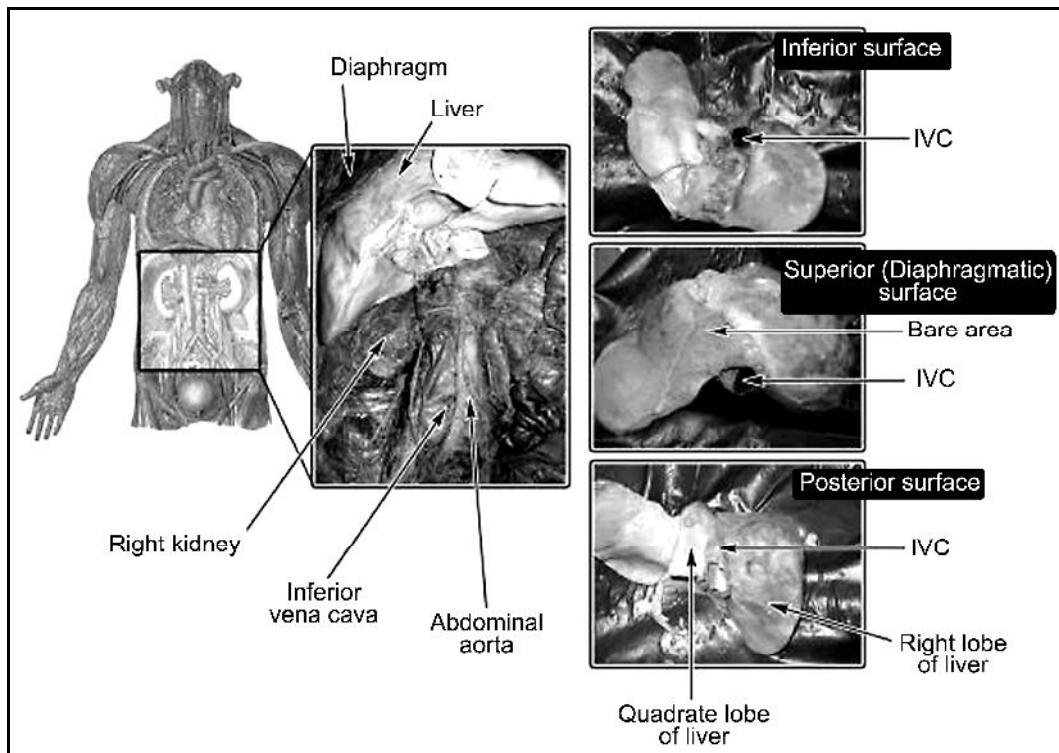 Diaphragm
Liver
Right kidney
Inferior
vena cava
Abdominal
aorta
Inferior surface
IVC
Superior (Diaphragmatic)
surface
Bare area
IVC
Posterior surface
IVC
Right lobe
of liver
Quadrate lobe
of liver